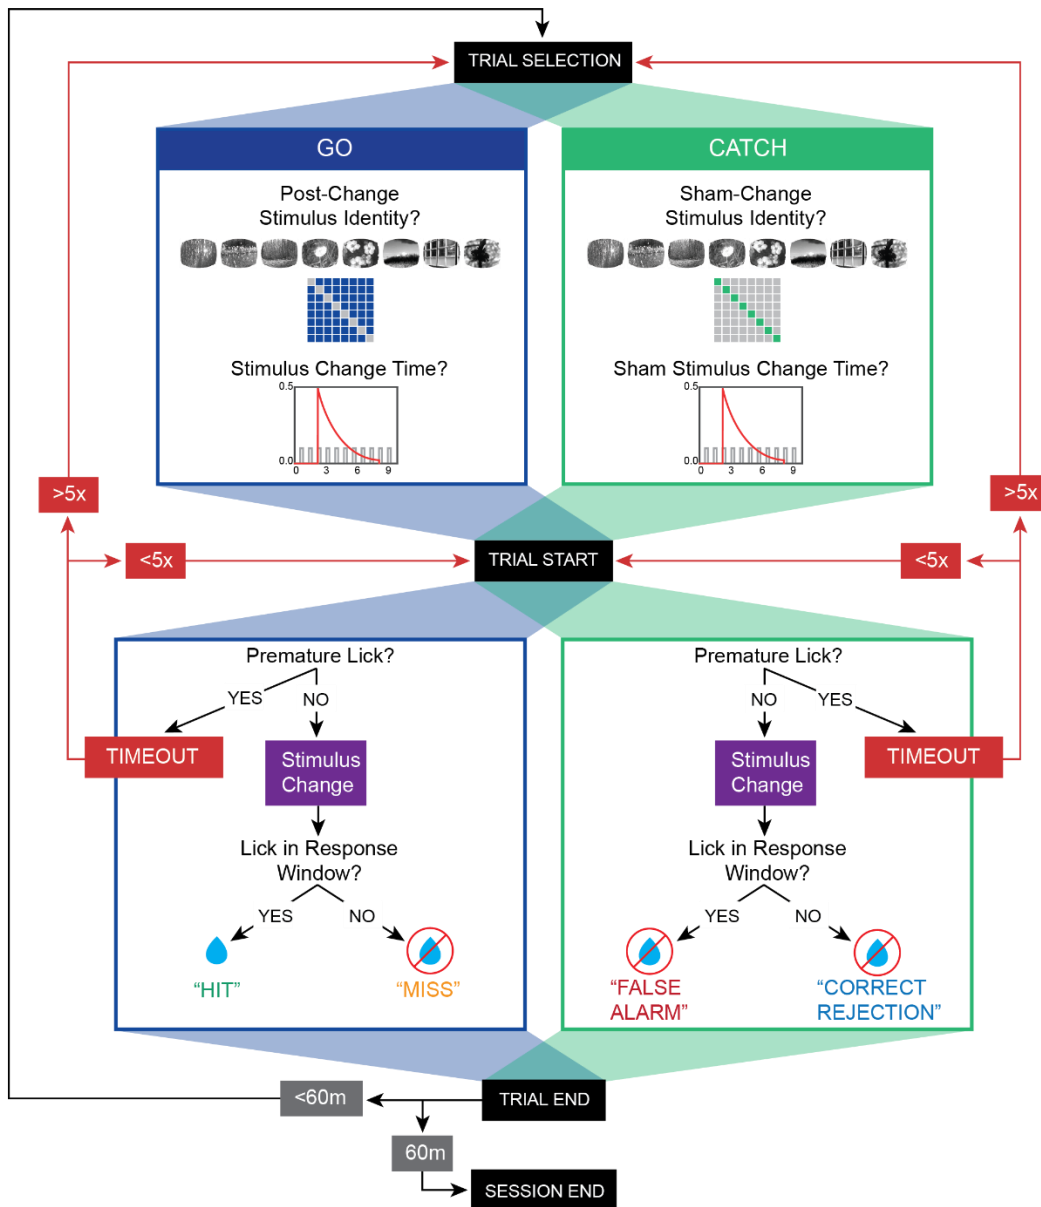 TRIAL SELECTION
GO
CATCH
Post-Change
Stimulus Identity?
Sham-Change
Stimulus Identity?
Stimulus Change Time?
Sham Stimulus Change Time?
0.5
0.0
0 3 6 9
0.5
0.0
0 3 6 9
>5x
>5x
<5x
TRIAL START
<5x
Premature Lick?
YES
NO
TIMEOUT
Stimulus
Change
Lick in Response
Window?
YES
NO
"HIT"
"MISS"
Premature Lick?
NO
YES
Stimulus
Change
TIMEOUT
Lick in Response
Window?
YES
NO
"FALSE
ALARM"
"CORRECT
REJECTION"
<60m
TRIAL END
60m
SESSION END